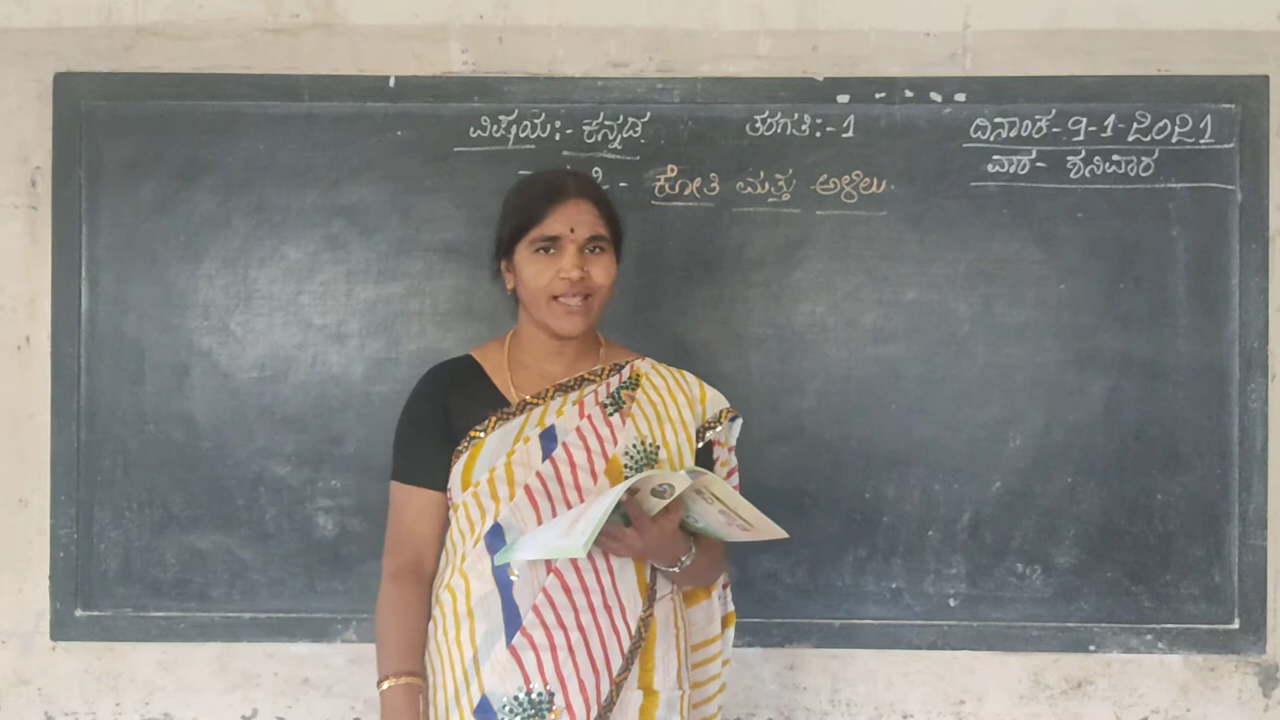 ವಿಷಯ:- ಕನ್ನಡ ತರಗತಿ:-1 ದಿನಾಂಕ-9-1-2021
ವಾರ- ಶನಿವಾರ
ಕೋತಿ ಮತ್ತು ಅಳಿಲು.